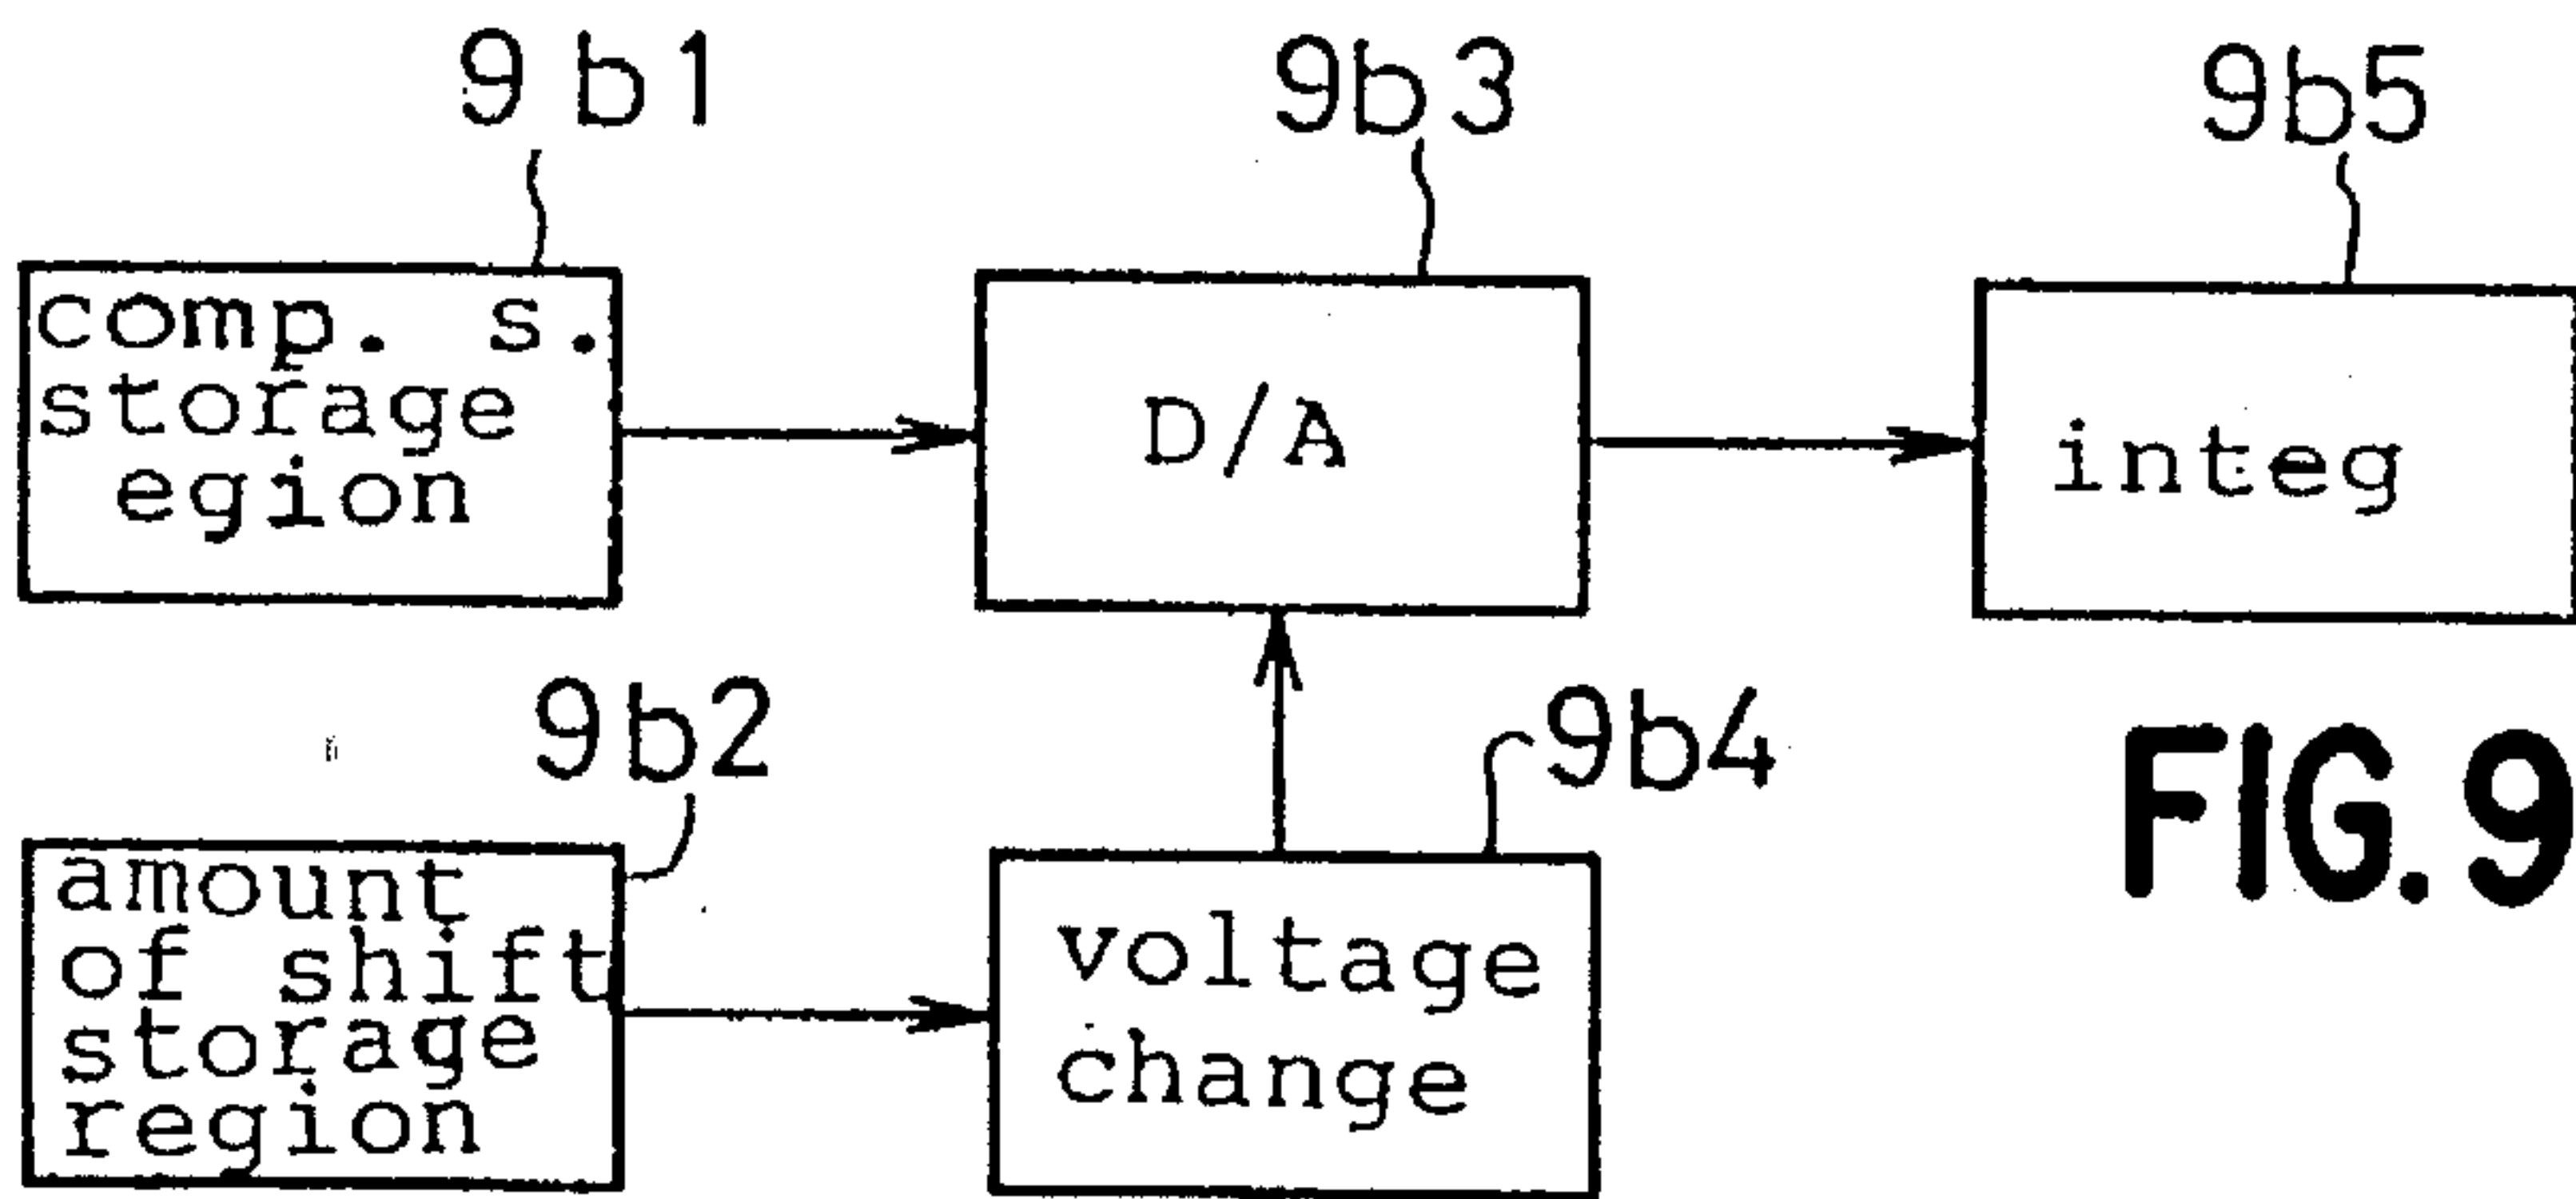 9b1
9b3
9b5
comp. s.
storage
egion
D/A
integ
9b2
9b4
FIG. 9
amount
of shift
storage
region
voltage
change